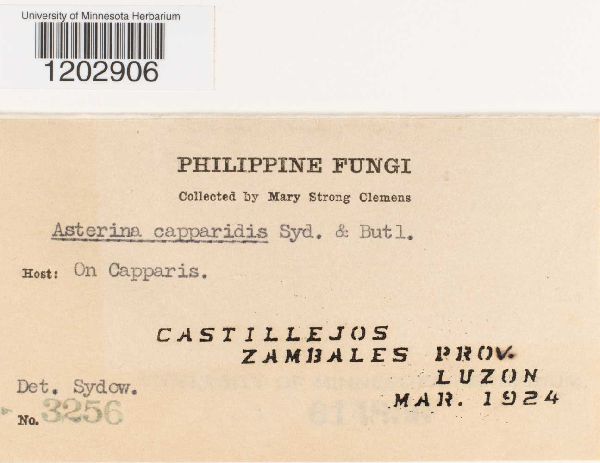 University of Minnesota Herbarium
1202906
PHILIPPINE FUNGI
Collected by Mary Strong Clemens
Asterina capparidis Syd. & Butl.
Host: On Capparis.
CASTILLEJOS
ZAMBALES PROV.
LUZON
MAR. 1924
Det. Sydow.
No. 3256